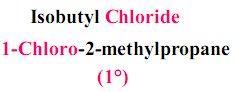 Isobutyl Chloride
1-Chloro-2-methylpropane
(1°)